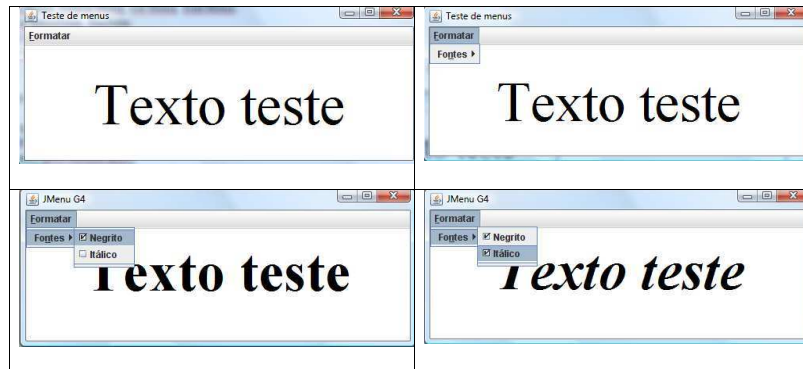 Teste de menus
Formatar
Texto teste
Teste de menus
Formatar
Fontes
Texto teste
JMenu G4
Formatar
Fontes Negrito
Itálico
Texto teste
JMenu G4
Formatar
Fontes Negrito
Itálico
Texto teste